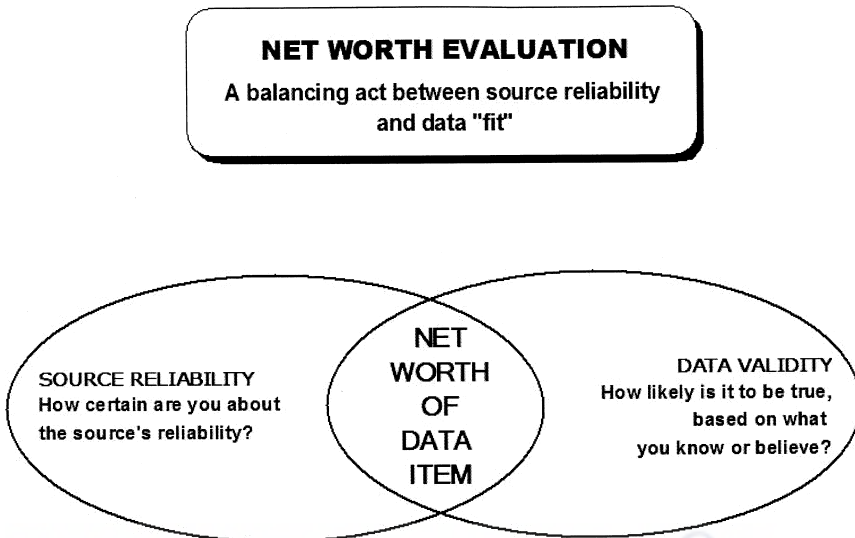 NET WORTH EVALUATION
A balancing act between source reliability
and data "fit"
SOURCE RELIABILITY
How certain are you about
the source's reliability?
NET
WORTH
OF
DATA
ITEM
DATA VALIDITY
How likely is it to be true,
based on what
you know or believe?